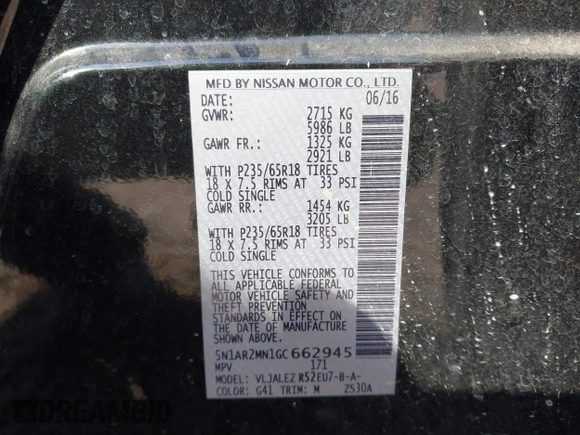 MFD BY NISSAN MOTOR CO., LTD.
DATE: 06/16
GVWR: 2715 KG
5986 LB
GAWR FR.: 1325 KG
2921 LB
WITH P235/65R18 TIRES
18 X 7.5 RIMS AT 33 PSI
COLD SINGLE
GAWR RR.: 1454 KG
3205 LB
WITH P235/65R18 TIRES
18 X 7.5 RIMS AT 33 PSI
COLD SINGLE
THIS VEHICLE CONFORMS TO
ALL APPLICABLE FEDERAL
MOTOR VEHICLE SAFETY AND
THEFT PREVENTION
STANDARDS IN EFFECT ON
THE DATE OF MANUFACTURE
SHOWN ABOVE.
5N1AR2MN1GC 662945
MPV 171
MODEL: VLJALEZ R52EU7-B-A-
COLOR: G41 TRIM: M ZS30A
DREAMBID